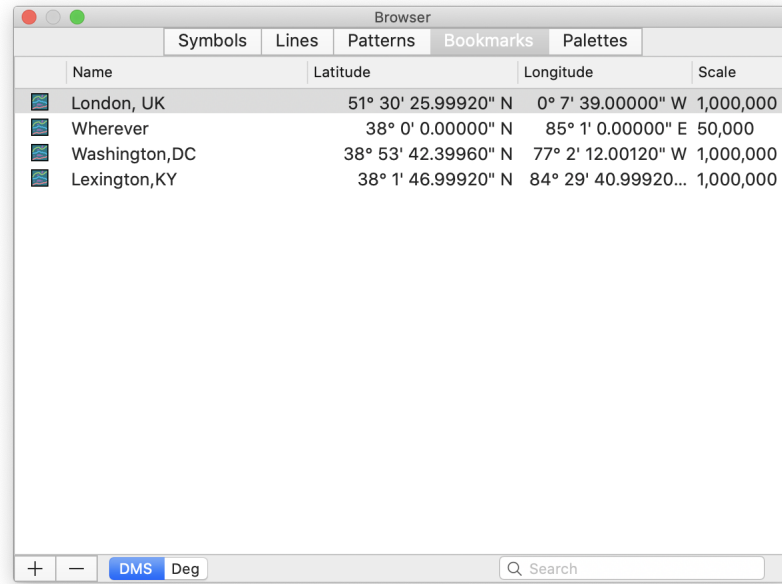 Browser
Symbols Lines Patterns Bookmarks Palettes
Name Latitude Longitude Scale
London, UK 51° 30' 25.99920" N 0° 7' 39.00000" W 1,000,000
Wherever 38° 0' 0.00000" N 85° 1' 0.00000" E 50,000
Washington,DC 38° 53' 42.39960" N 77° 2' 12.00120" W 1,000,000
Lexington,KY 38° 1' 46.99920" N 84° 29' 40.99920... 1,000,000
+ − DMS Deg Search